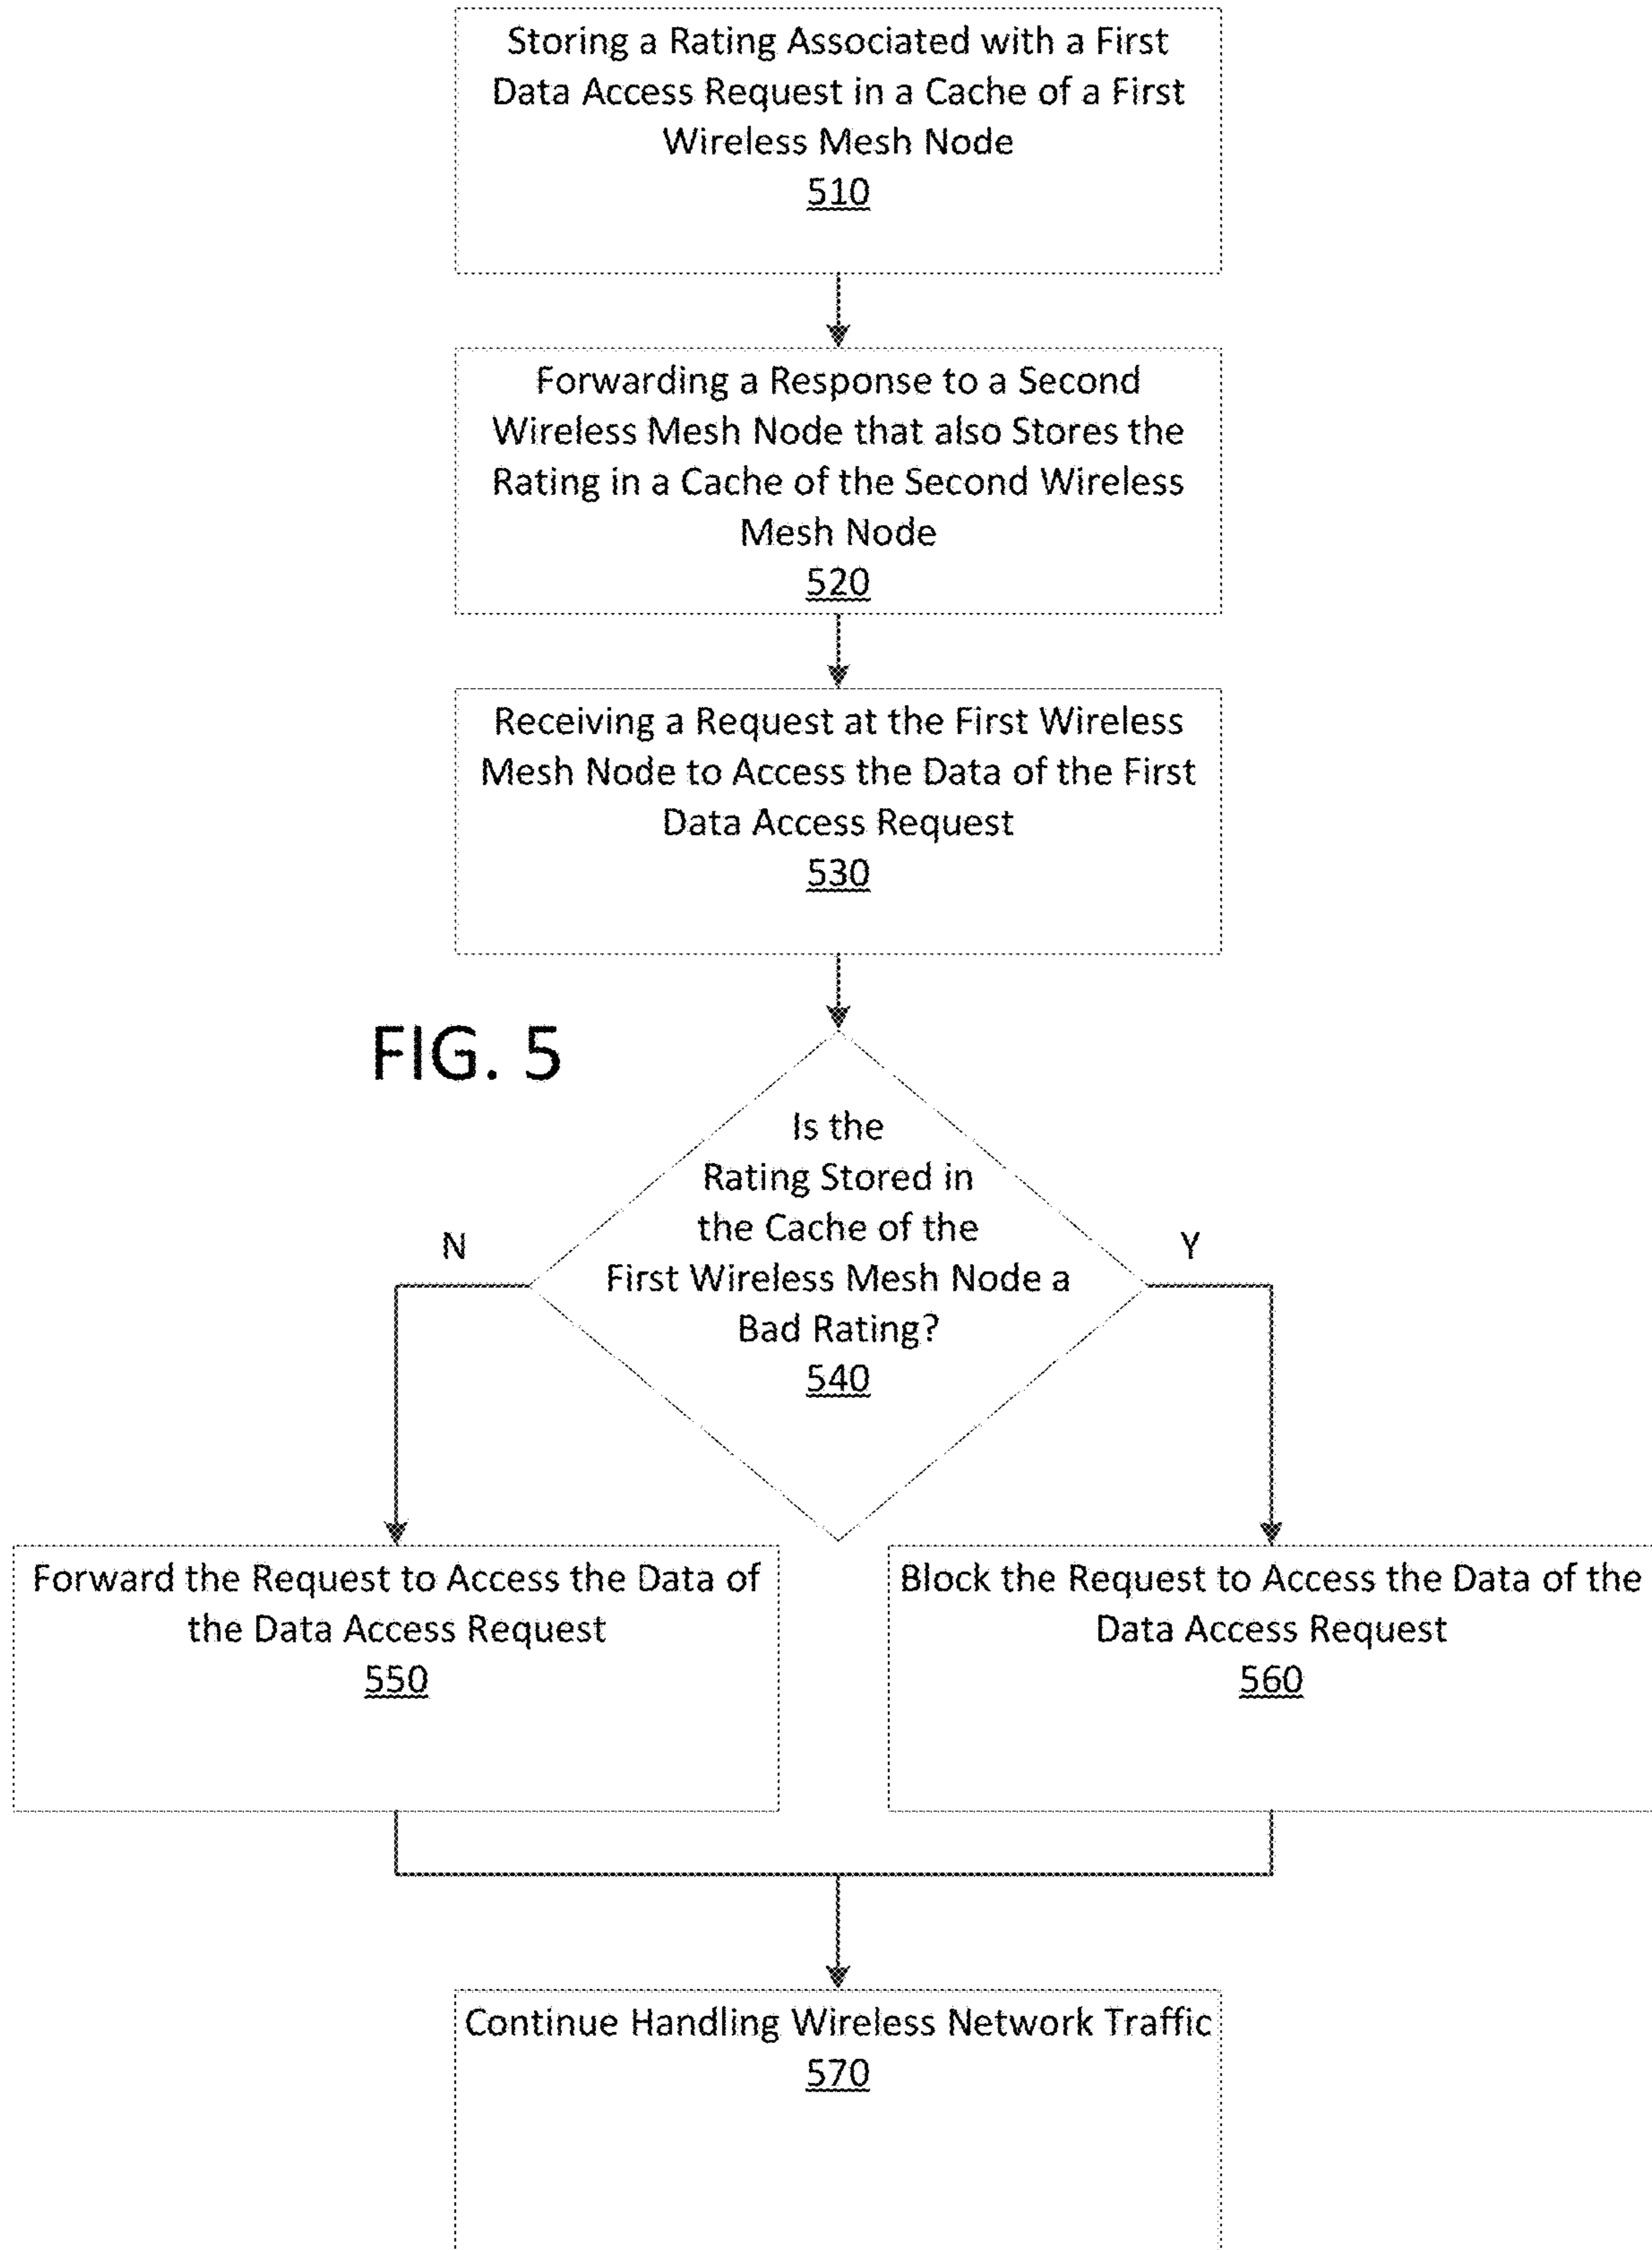 Storing a Rating Associated with a First
Data Access Request in a Cache of a First
Wireless Mesh Node
510
Forwarding a Response to a Second
Wireless Mesh Node that also Stores the
Rating in a Cache of the Second Wireless
Mesh Node
520
Receiving a Request at the First Wireless
Mesh Node to Access the Data of the First
Data Access Request
530
FIG. 5
Is the
Rating Stored in
the Cache of the
First Wireless Mesh Node a
Bad Rating?
540
N
Y
Forward the Request to Access the Data of
the Data Access Request
550
Block the Request to Access the Data of the
Data Access Request
560
Continue Handling Wireless Network Traffic
570